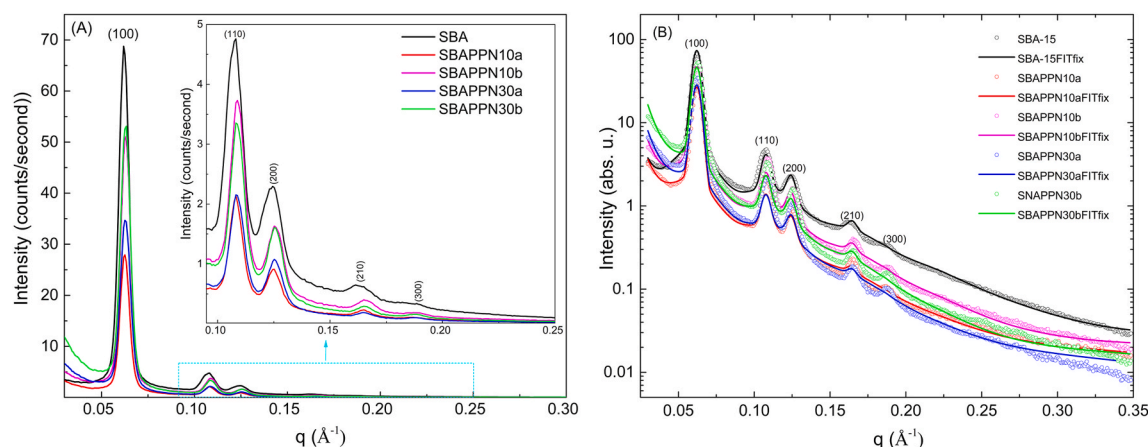 (A)
(100)
Intensity (counts/second))
70
60
50
40
30
20
10
0.05
0.10
0.15
0.20
0.25
0.30
q (Å⁻¹)
Intensity (counts/second)
5
4
3
2
1
(110)
(200)
(210)
(300)
0.10
0.15
0.20
0.25
SBA
SBAPPN10a
SBAPPN10b
SBAPPN30a
SBAPPN30b
(B)
Intensity (abs. u.)
100
10
1
0.1
0.01
(100)
(110)
(200)
(210)
(300)
SBA-15
SBA-15FITfix
SBAPPN10a
SBAPPN10aFITfix
SBAPPN10b
SBAPPN10bFITfix
SBAPPN30a
SBAPPN30aFITfix
SNAPPN30b
SBAPPN30bFITfix
0.05
0.10
0.15
0.20
0.25
0.30
0.35
q (Å⁻¹)